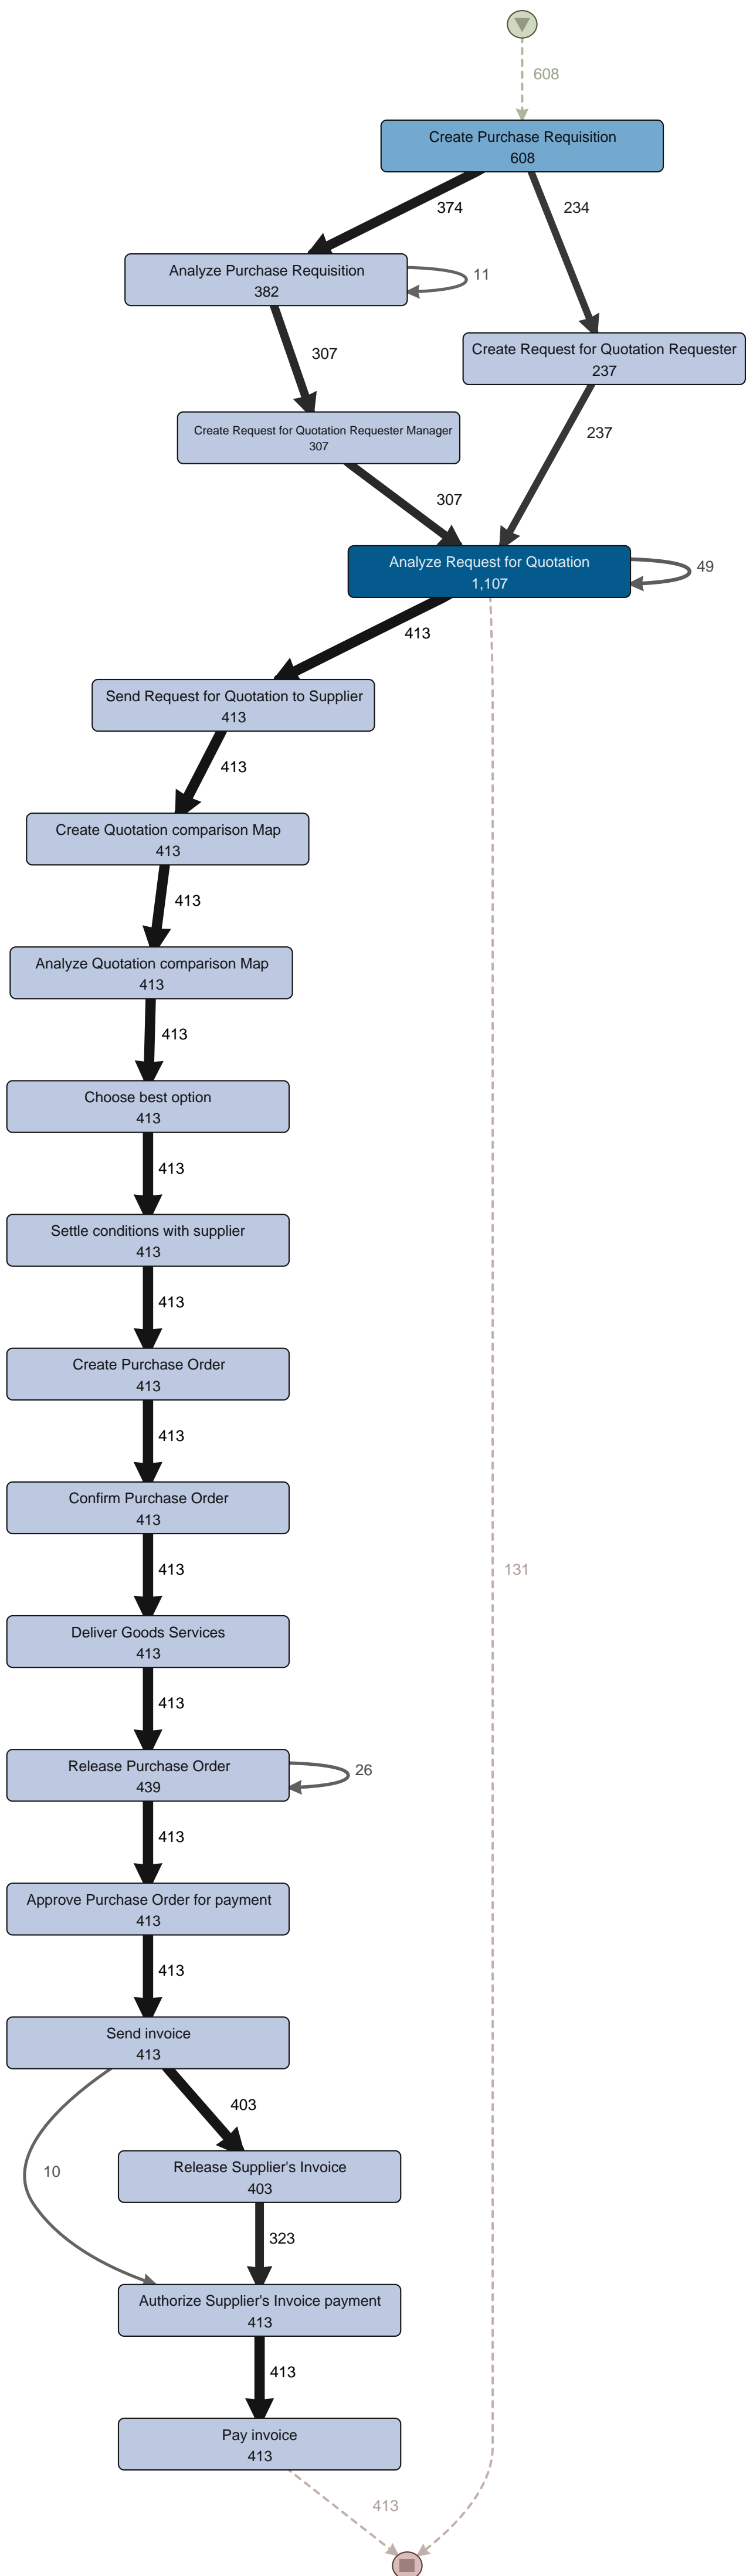 608
Create Purchase Requisition
608
374
234
Analyze Purchase Requisition
382
11
307
Create Request for Quotation Requester
237
Create Request for Quotation Requester Manager
307
237
307
Analyze Request for Quotation
1,107
49
413
Send Request for Quotation to Supplier
413
413
Create Quotation comparison Map
413
413
Analyze Quotation comparison Map
413
413
Choose best option
413
413
Settle conditions with supplier
413
413
Create Purchase Order
413
413
Confirm Purchase Order
413
413
131
Deliver Goods Services
413
413
Release Purchase Order
439
26
413
Approve Purchase Order for payment
413
413
Send invoice
413
403
10
Release Supplier's Invoice
403
323
Authorize Supplier's Invoice payment
413
413
Pay invoice
413
413